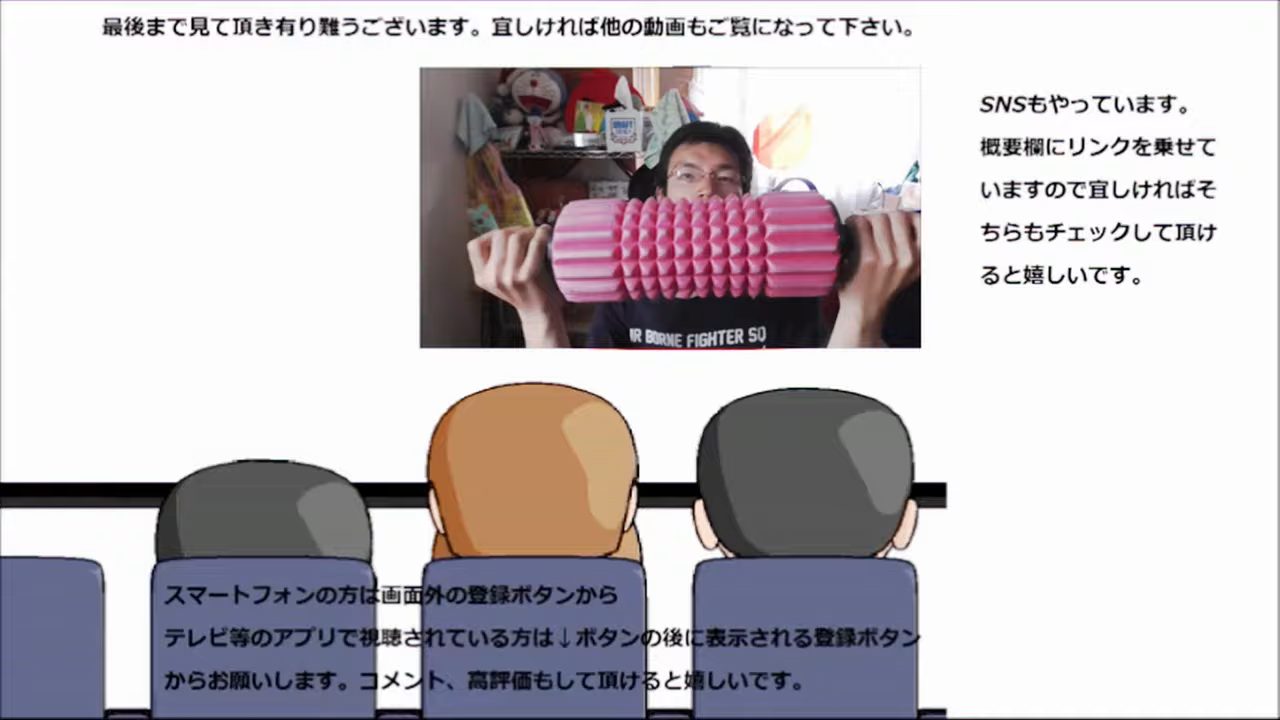 最後まで見て頂き有り難うございます。宜しければ他の動画もご覧になって下さい。
SNSもやっています。
概要欄にリンクを乗せて
いますので宜しければそ
ちらもチェックして頂け
ると嬉しいです。
IR BORNE FIGHTER SO
スマートフォンの方は画面外の登録ボタンから
テレビ等のアプリで視聴されている方は↓ボタンの後に表示される登録ボタン
からお願いします。コメント、高評価もして頂けると嬉しいです。